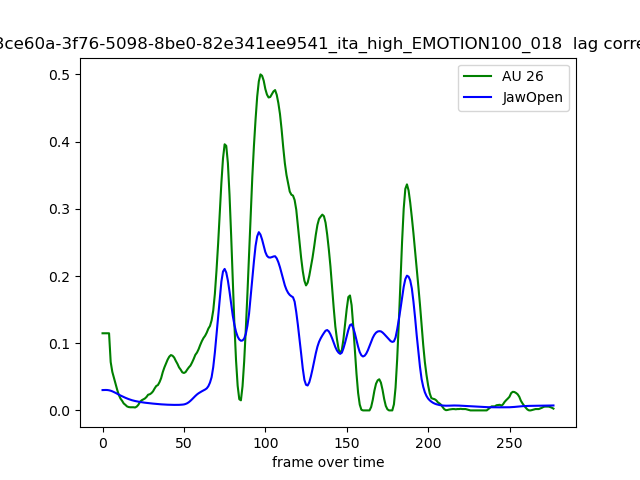 3ce60a-3f76-5098-8be0-82e341ee9541_ita_high_EMOTION100_018 lag corre
AU 26
JawOpen
0.5
0.4
0.3
0.2
0.1
0.0
0 50 100 150 200 250
frame over time